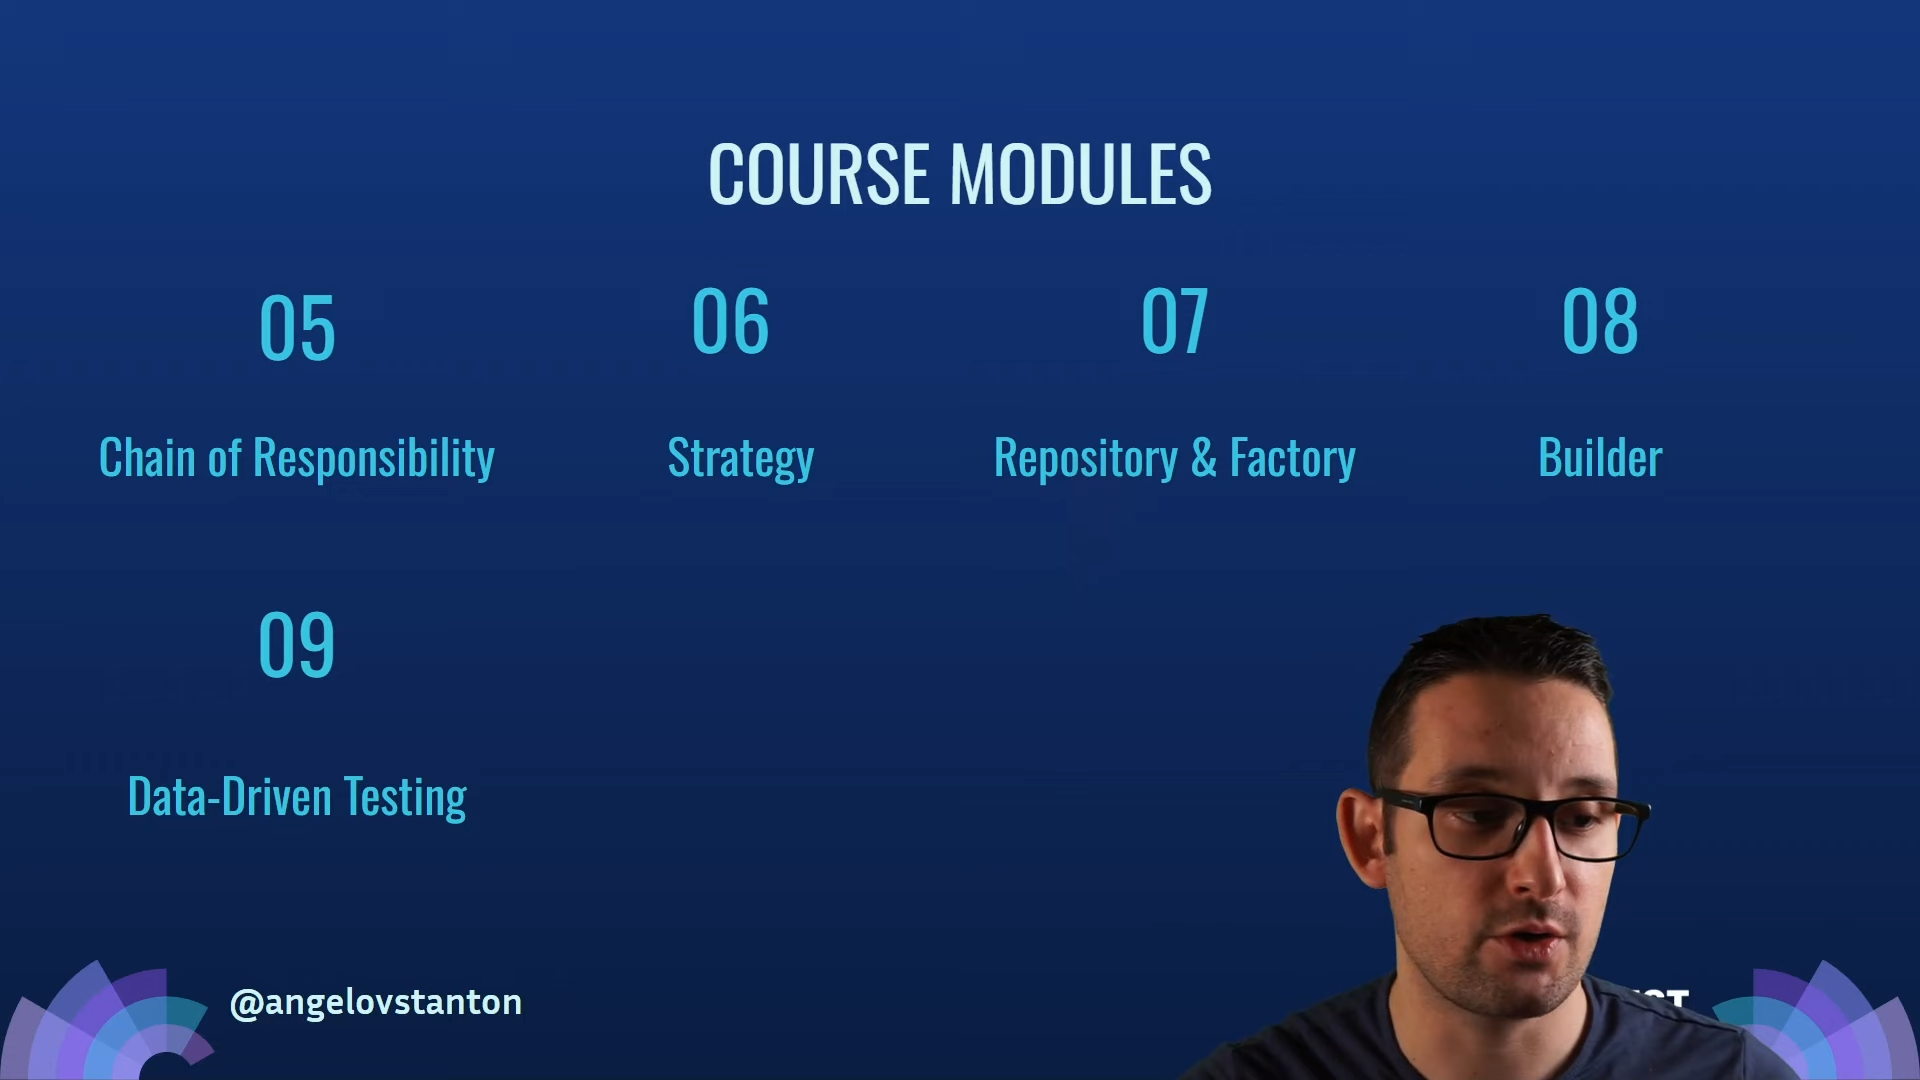 COURSE MODULES
05
06
07
08
Chain of Responsibility
Strategy
Repository & Factory
Builder
09
Data-Driven Testing
@angelovstanton